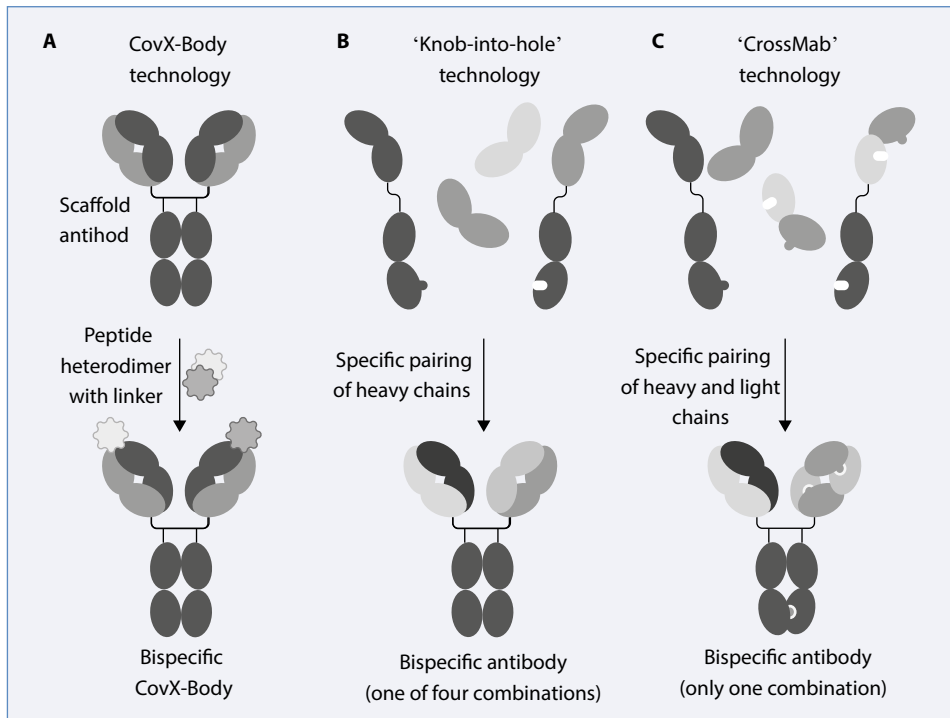 A
CovX-Body
technology
Scaffold
antihod
Peptide
heterodimer
with linker
Bispecific
CovX-Body
B
‘Knob-into-hole’
technology
Specific pairing
of heavy chains
Bispecific antibody
(one of four combinations)
C
‘CrossMab’
technology
Specific pairing
of heavy and light
chains
Bispecific antibody
(only one combination)